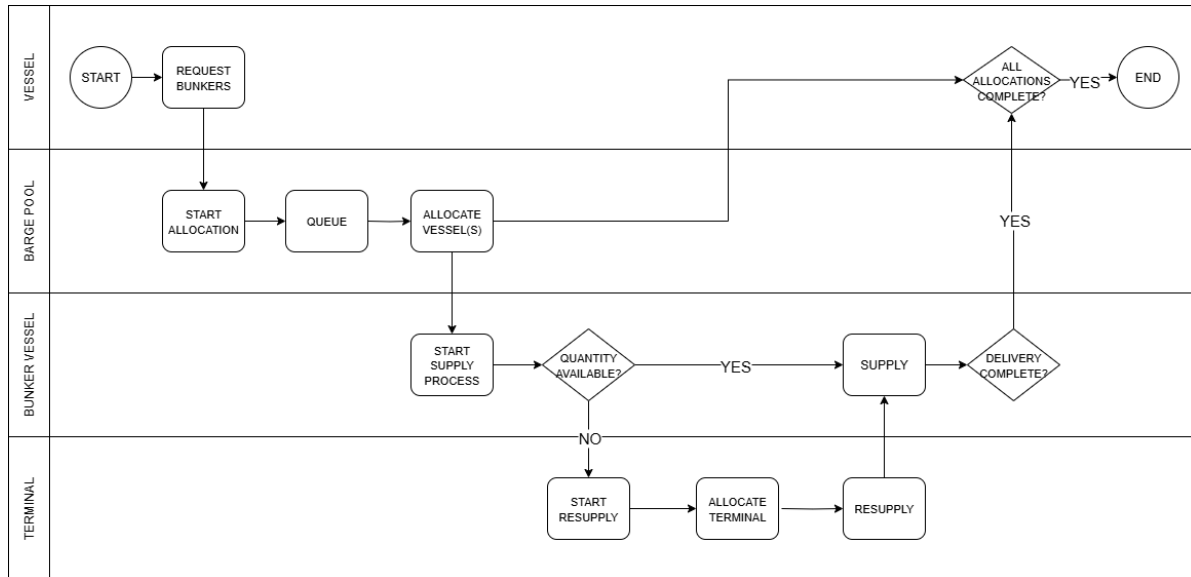 VESSEL
START
REQUEST
BUNKERS
ALL
ALLOCATIONS
COMPLETE?
YES
END
BARGE POOL
START
ALLOCATION
QUEUE
ALLOCATE
VESSEL(S)
YES
BUNKER VESSEL
START
SUPPLY
PROCESS
QUANTITY
AVAILABLE?
YES
SUPPLY
DELIVERY
COMPLETE?
NO
TERMINAL
START
RESUPPLY
ALLOCATE
TERMINAL
RESUPPLY